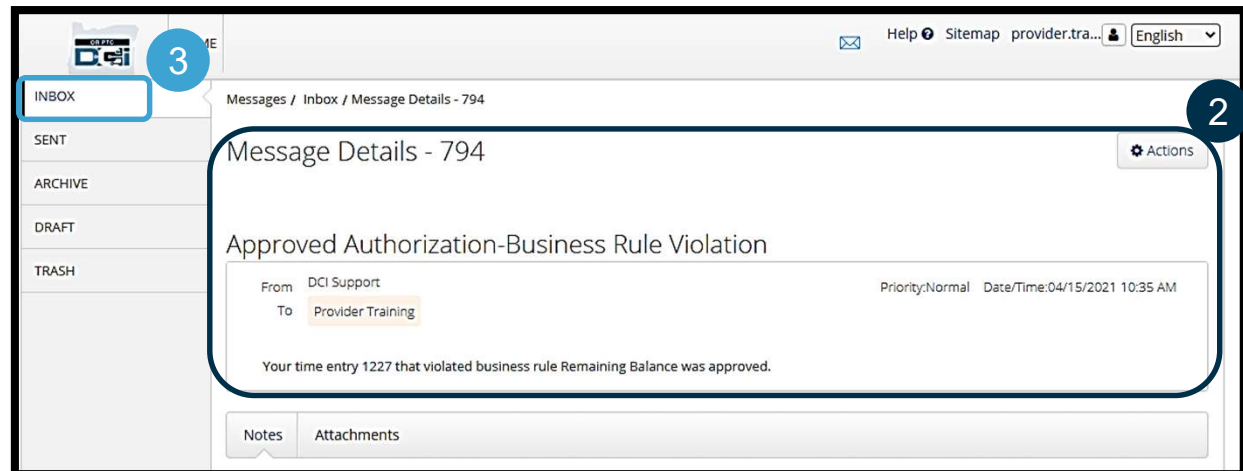 OR PTC
DCi
3
ME
Help Sitemap provider.tra... English
INBOX
Messages / Inbox / Message Details - 794
2
SENT
Message Details - 794
Actions
ARCHIVE
DRAFT
Approved Authorization-Business Rule Violation
TRASH
From DCI Support
Priority:Normal Date/Time:04/15/2021 10:35 AM
To Provider Training
Your time entry 1227 that violated business rule Remaining Balance was approved.
Notes Attachments